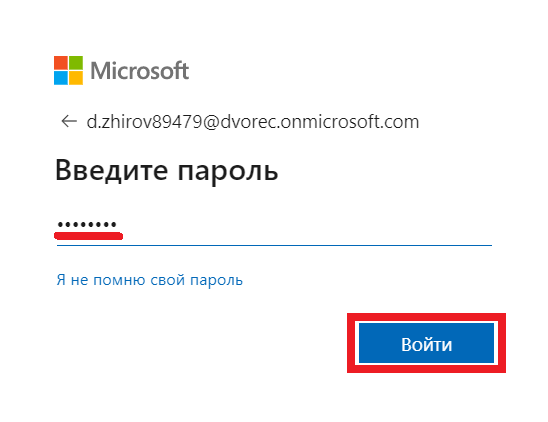 Microsoft
← d.zhirov89479@dvorec.onmicrosoft.com
Введите пароль
••••••••
Я не помню свой пароль
Войти